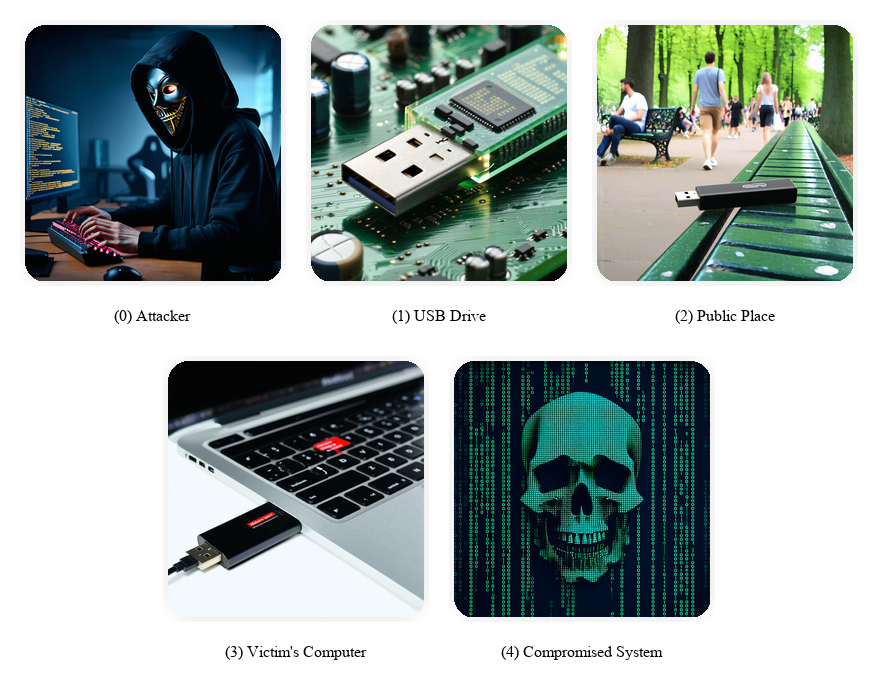 (0) Attacker
(1) USB Drive
(2) Public Place
(3) Victim's Computer
(4) Compromised System